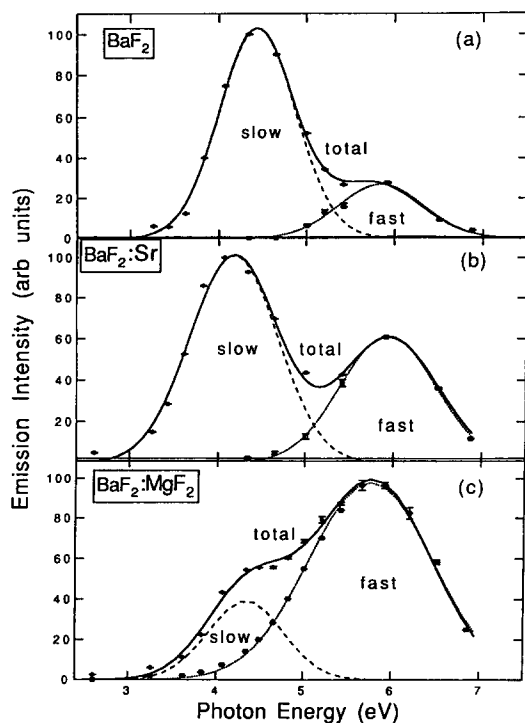 BaF₂
(a)
100
80
60
40
20
0
slow
total
fast
BaF₂:Sr
(b)
100
80
60
40
20
slow
total
fast
BaF₂:MgF₂
(c)
100
80
60
40
20
0
total
slow
fast
3
4
5
6
7
Photon Energy (eV)
Emission Intensity (arb units)